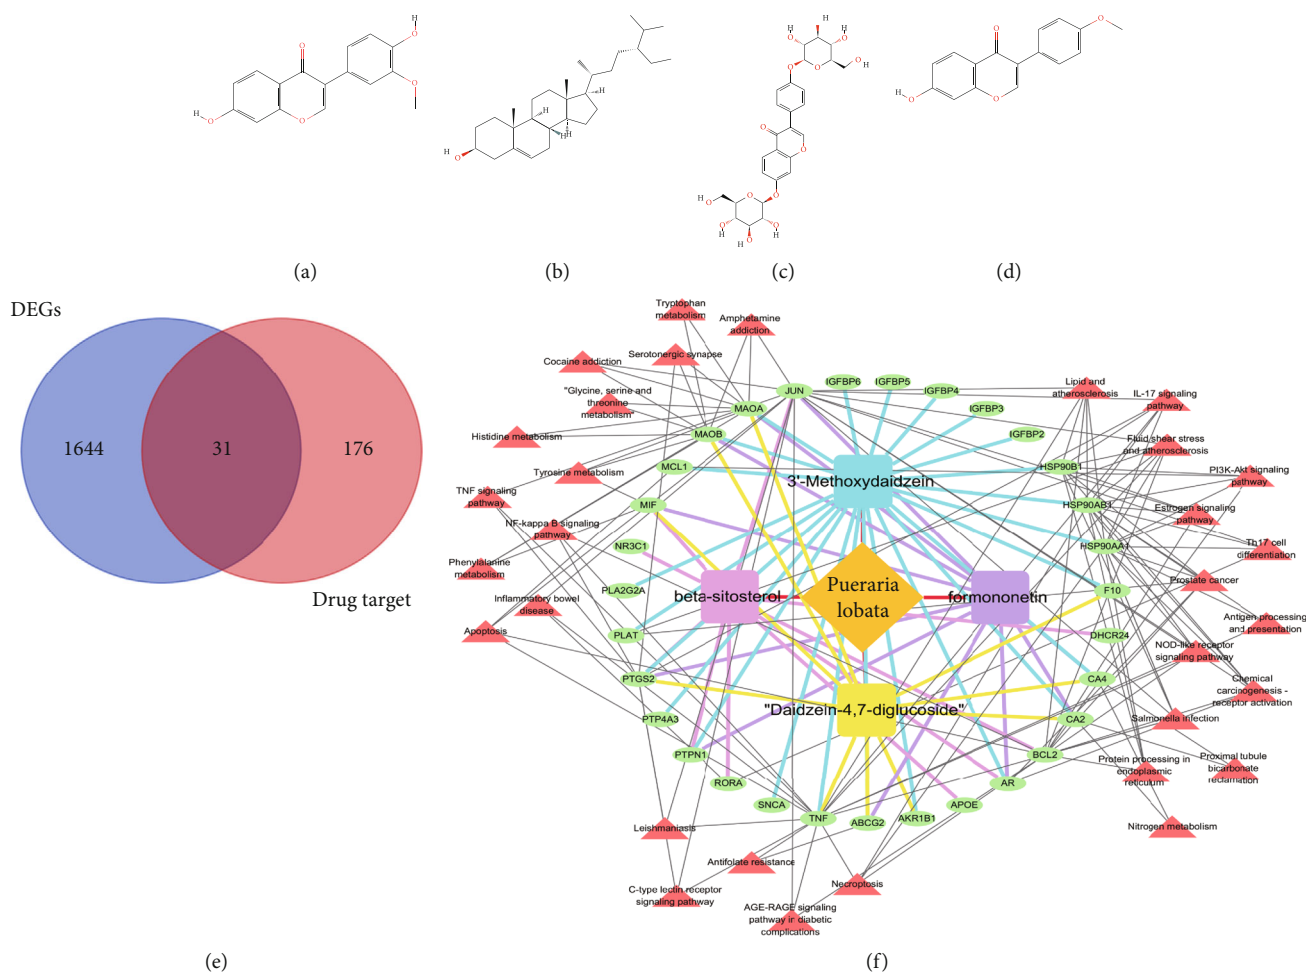 H
O
O
O
O
O
H
H
O
H
H
H
H
O
H
H
H
O
O
O
H
O
O
H
O
O
O
O
H
O
O
O
H
O
H
O
H
O
O
O
O
H
(a)
(b)
(c)
(d)
DEGs
1644
31
176
Drug target
(e)
Tryptophan
metabolism
Amphetamine
addiction
Cocaine addiction
Serotonergic synapse
"Glycine, serine and
threonine metabolism"
Histidine metabolism
Tyrosine metabolism
TNF signaling
pathway
NF-kappa B signaling
pathway
Phenylalanine
metabolism
Inflammatory bowel
disease
Apoptosis
JUN
IGFBP6
IGFBP5
IGFBP4
IGFBP3
IGFBP2
MAOA
MAOB
MCL1
MIF
NR3C1
PLA2G2A
PLAT
PTGS2
PTP4A3
PTPN1
RORA
SNCA
TNF
ABCG2
AKR1B1
APOE
AR
BCL2
CA2
CA4
DHCR24
F10
HSP90AA1
HSP90AB1
HSP90B1
3'-Methoxydaidzein
beta-sitosterol
Pueraria
lobata
formononetin
"Daidzein-4,7-diglucoside"
Lipid and
atherosclerosis
IL-17 signaling
pathway
Fluid shear stress
and atherosclerosis
PI3K-Akt signaling
pathway
Estrogen signaling
pathway
Th17 cell
differentiation
Prostate cancer
Antigen processing
and presentation
NOD-like receptor
signaling pathway
Chemical
carcinogenesis -
receptor activation
Salmonella infection
Protein processing in
endoplasmic
reticulum
Proximal tubule
bicarbonate
reclamation
Nitrogen metabolism
Leishmaniasis
Antifolate resistance
C-type lectin receptor
signaling pathway
Necroptosis
AGE-RAGE signaling
pathway in diabetic
complications
(f)